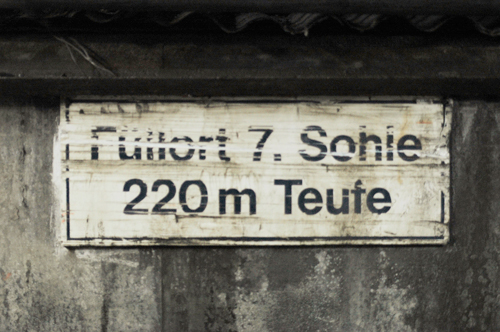 Füllort 7. Sohle
220 m Teufe